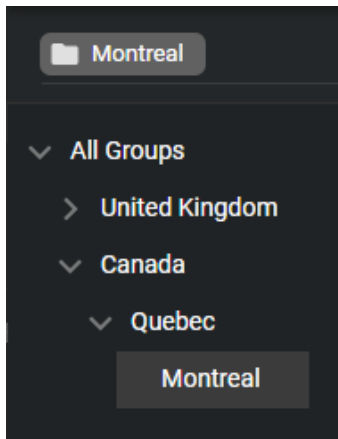 Montreal
All Groups
United Kingdom
Canada
Quebec
Montreal